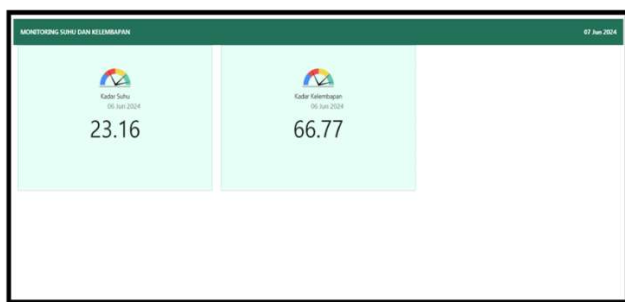 MONITORING SUHU DAN KELEMBAPAN
07 Jun 2024
Kadar Suhu
06 Jun 2024
23.16
Kadar Kelembapan
06 Jun 2024
66.77